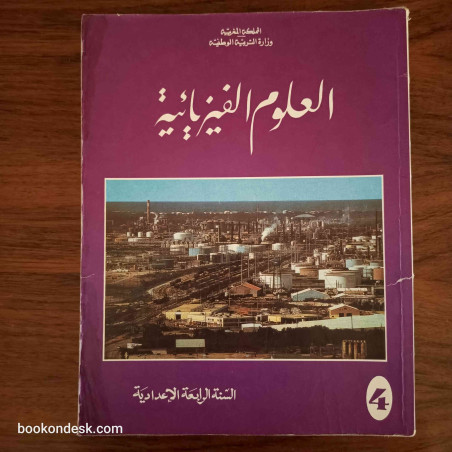 المملكة المغربية
وزارة التربية الوطنية
العلوم الفيزيائية
السنة الرابعة الإعدادية
4
bookondesk.com